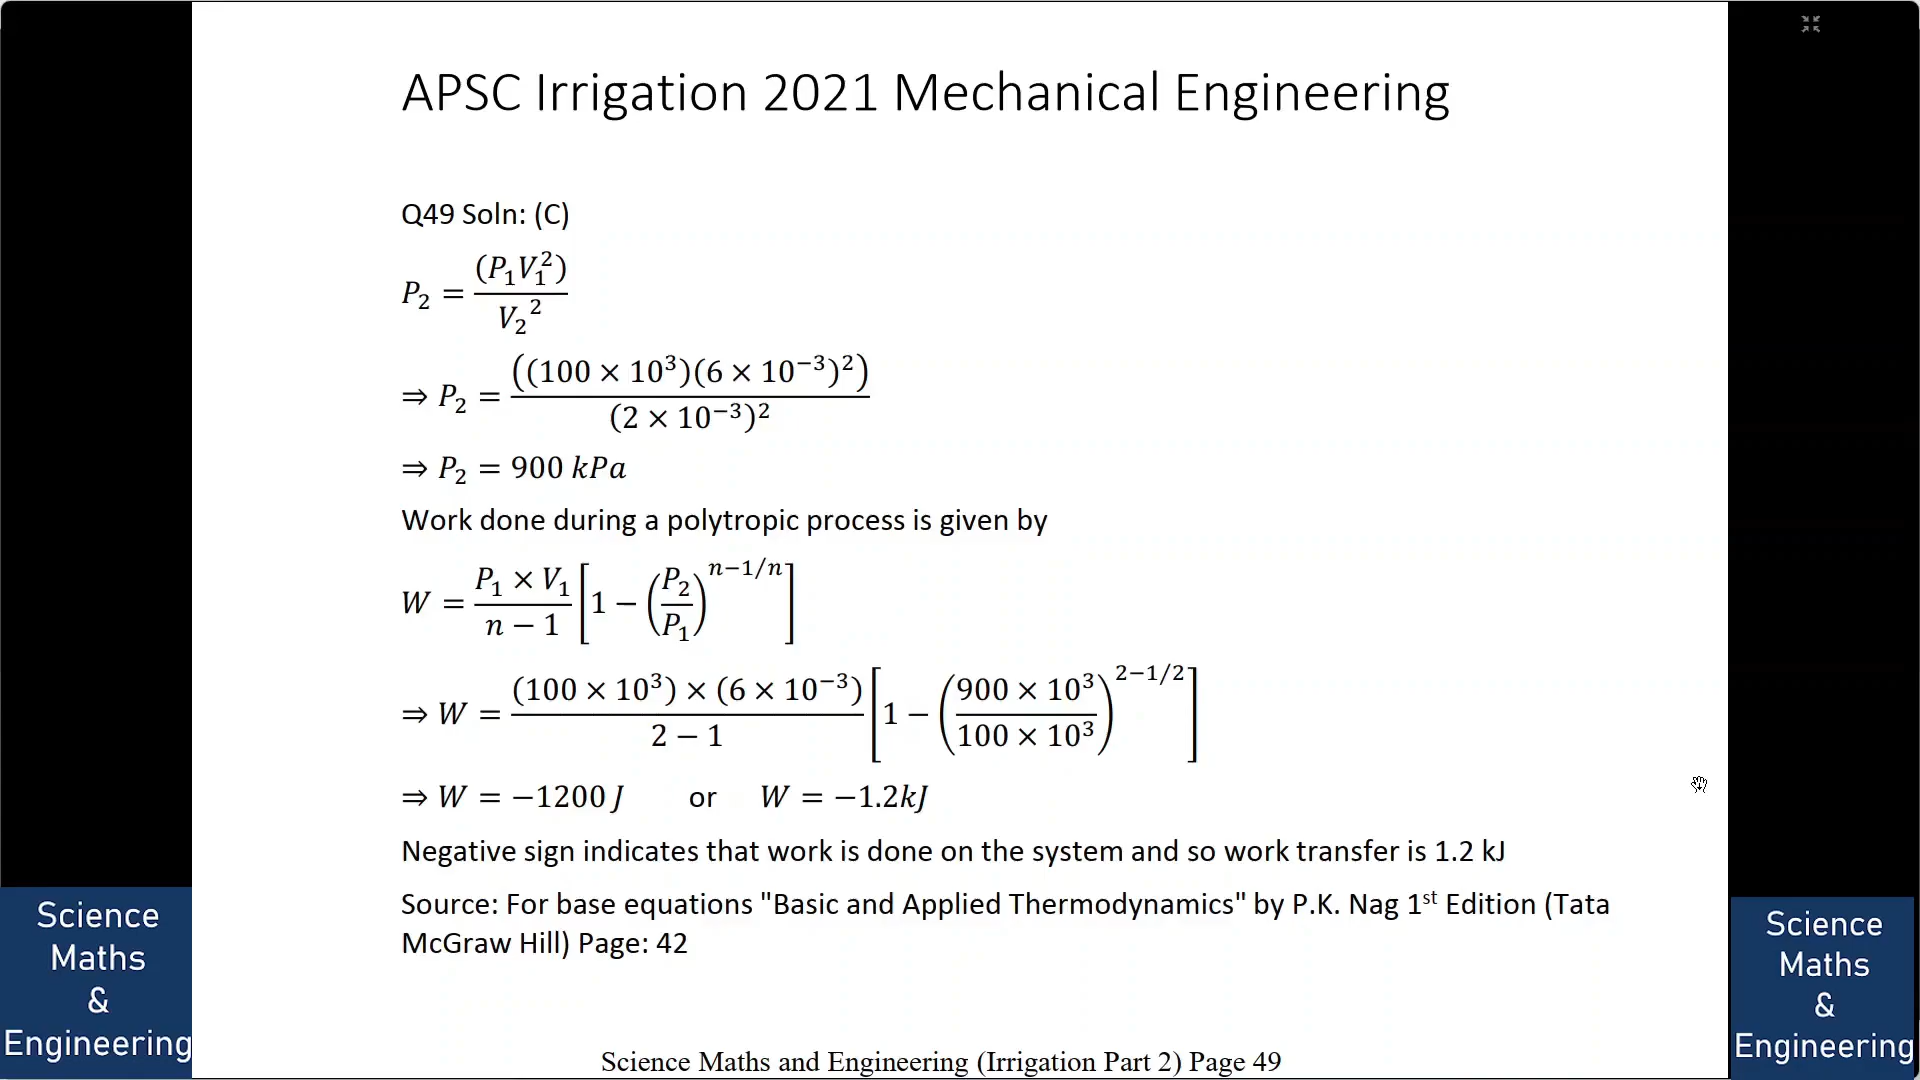 APSC Irrigation 2021 Mechanical Engineering
Q49 Soln: (C)
P₂ = (P₁V₁²) / V₂²
⇒ P₂ = ((100 × 10³)(6 × 10⁻³)²) / (2 × 10⁻³)²
⇒ P₂ = 900 kPa
Work done during a polytropic process is given by
W = (P₁ × V₁) / (n − 1) [1 − (P₂/P₁)ⁿ⁻¹ᐟⁿ]
⇒ W = ((100 × 10³) × (6 × 10⁻³)) / (2 − 1) [1 − ((900 × 10³) / (100 × 10³))²⁻¹ᐟ²]
⇒ W = −1200 J or W = −1.2kJ
Negative sign indicates that work is done on the system and so work transfer is 1.2 kJ
Source: For base equations "Basic and Applied Thermodynamics" by P.K. Nag 1st Edition (Tata
McGraw Hill) Page: 42
Science
Maths
&
Engineering
Science
Maths
&
Engineering
Science Maths and Engineering (Irrigation Part 2) Page 49